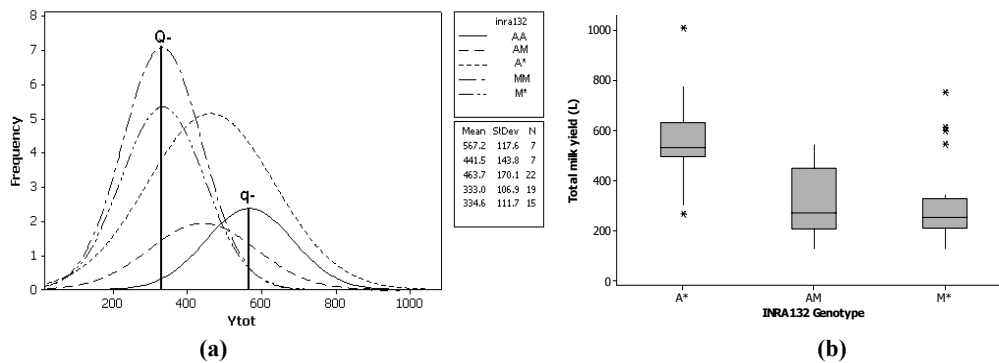 8
7
6
5
4
3
2
1
0
Frequency
Q-
q-
200
400
600
800
1000
Ytot
inra132
AA
AM
A*
MM
M*
Mean StDev N
567.2 117.6 7
441.5 143.8 7
463.7 170.1 22
333.0 106.9 19
334.6 111.7 15
(a)
1000
800
600
400
200
0
Total milk yield (L)
A*
AM
M*
INRA132 Genotype
(b)